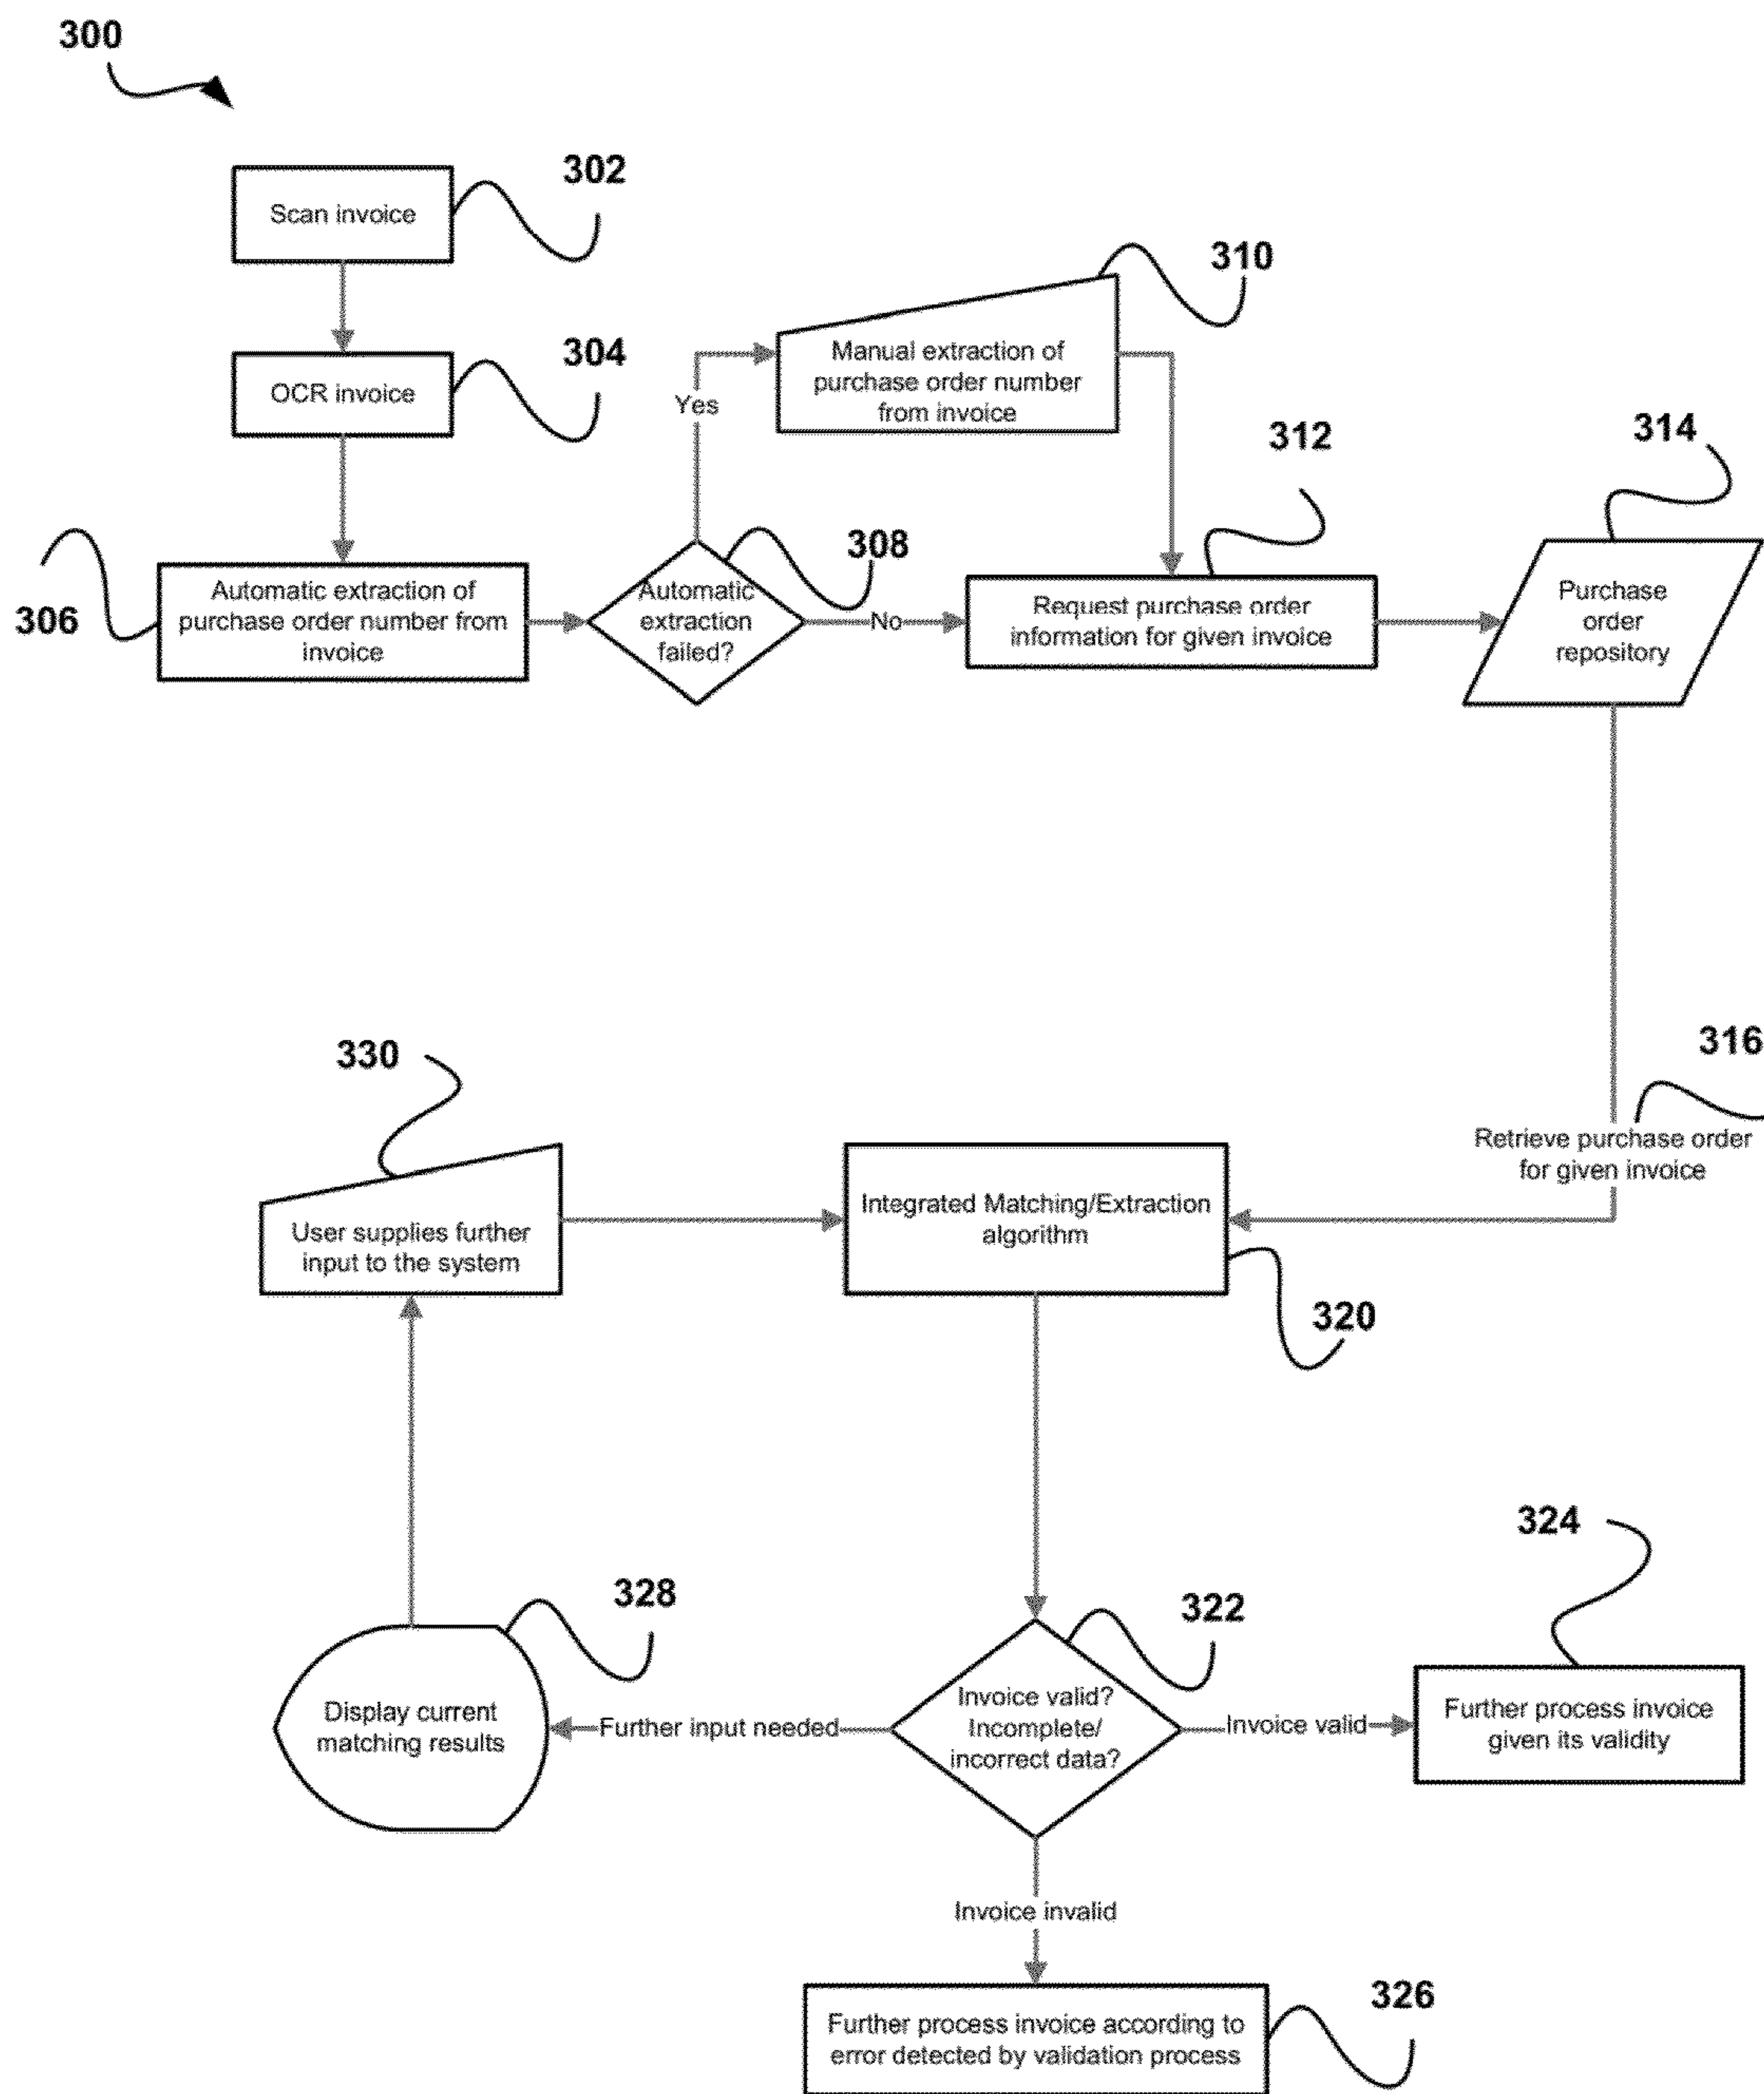 300
302
Scan invoice
304
OCR invoice
310
Manual extraction of
purchase order number
from invoice
Yes
312
314
306
Automatic extraction of
purchase order number from
invoice
308
Automatic
extraction
failed?
No
Request purchase order
information for given invoice
Purchase
order
repository
316
Retrieve purchase order
for given invoice
330
User supplies further
input to the system
Integrated Matching/Extraction
algorithm
320
324
328
322
Display current
matching results
Further input needed
Invoice valid?
Incomplete/
incorrect data?
Invoice valid
Further process invoice
given its validity
Invoice invalid
326
Further process invoice according to
error detected by validation process